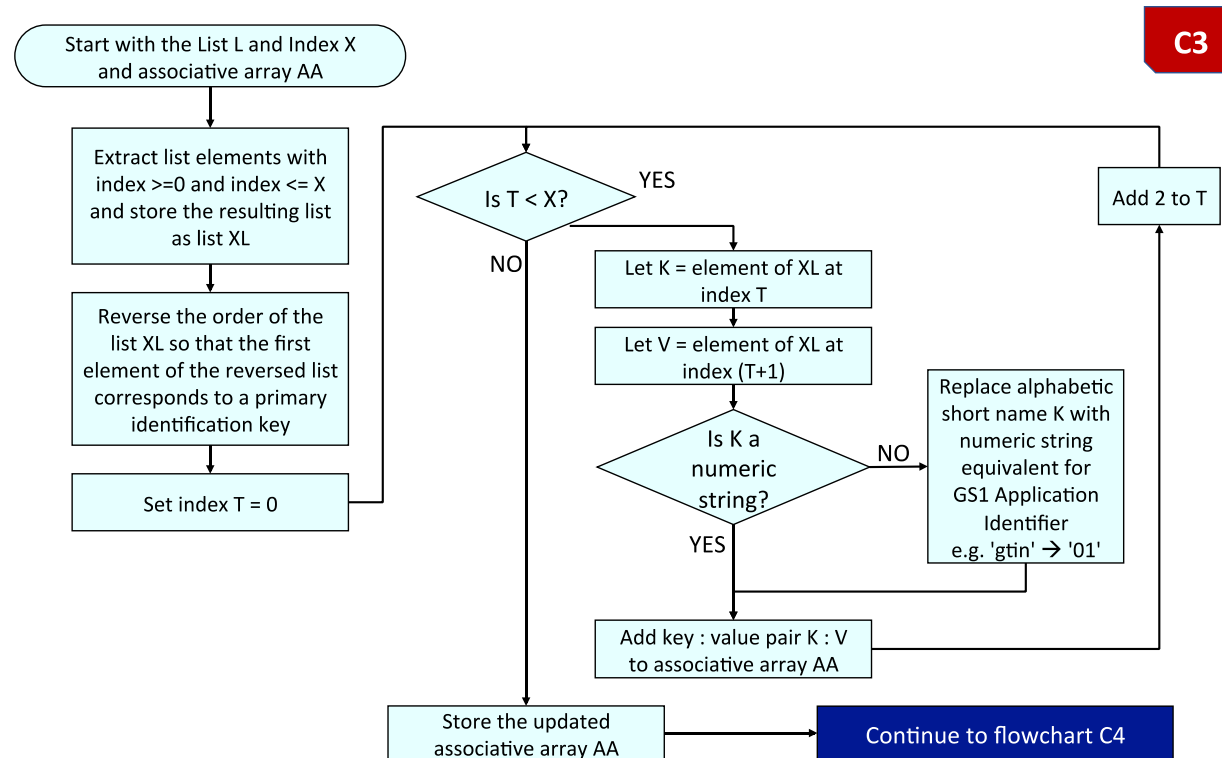 C3
Start with the List L and Index X
and associative array AA
Extract list elements with
index >=0 and index <= X
and store the resulting list
as list XL
Reverse the order of the
list XL so that the first
element of the reversed list
corresponds to a primary
identification key
Set index T = 0
Is T < X?
YES
NO
Let K = element of XL at
index T
Let V = element of XL at
index (T+1)
Is K a
numeric
string?
NO
YES
Replace alphabetic
short name K with
numeric string
equivalent for
GS1 Application
Identifier
e.g. 'gtin' → '01'
Add key : value pair K : V
to associative array AA
Add 2 to T
Store the updated
associative array AA
Continue to flowchart C4